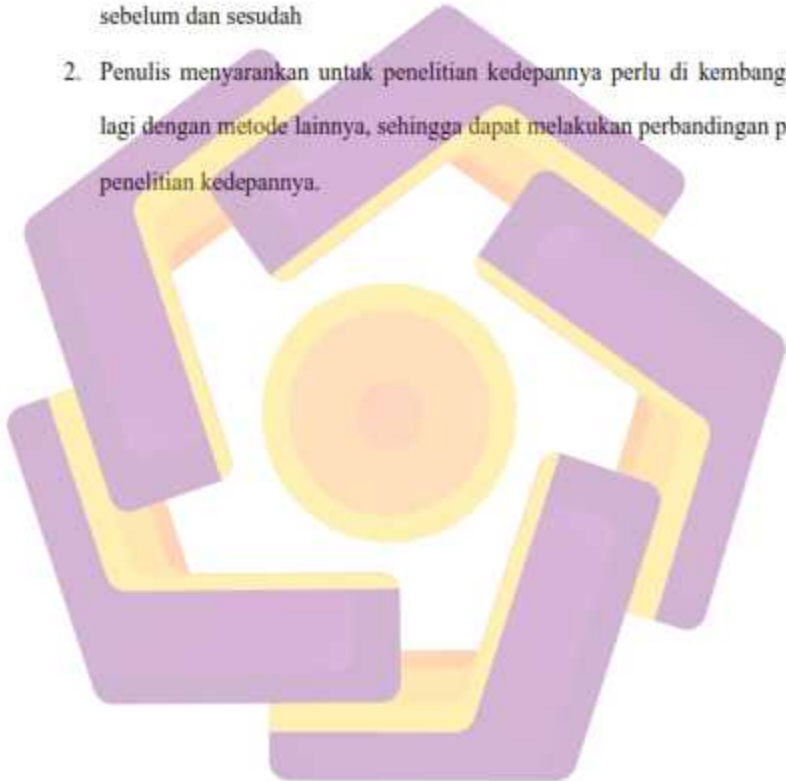 sebelum dan sesudah
2. Penulis menyarankan untuk penelitian kedepannya perlu di kembang
lagi dengan metode lainnya, sehingga dapat melakukan perbandingan p
penelitian kedepannya.